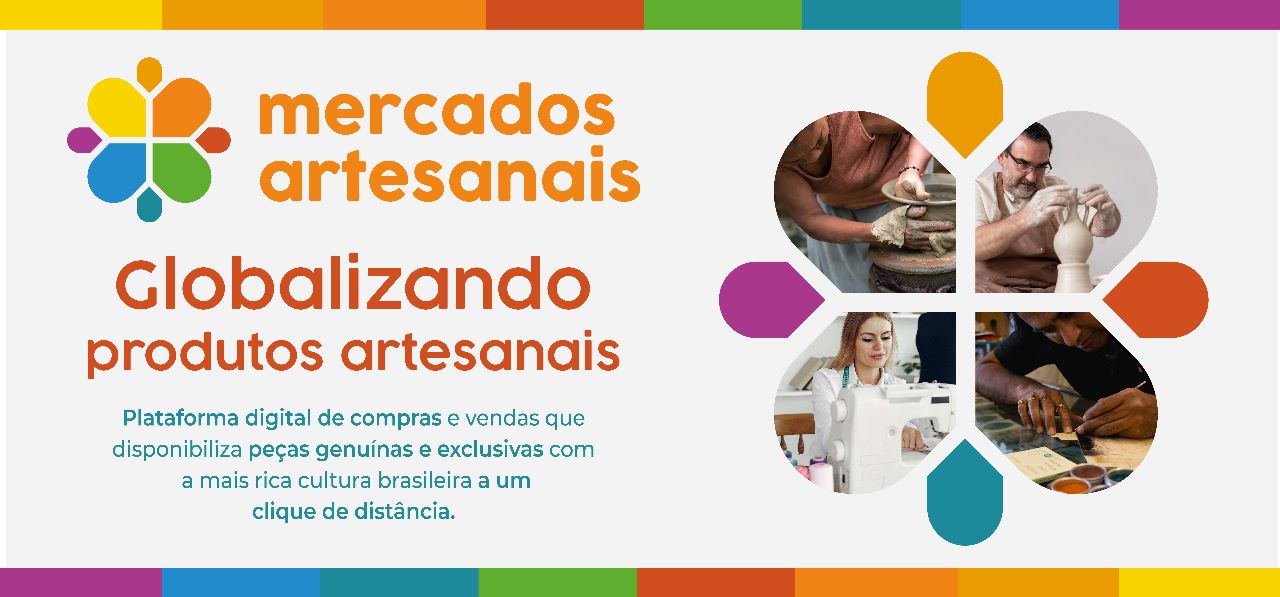 mercados
artesanais
Globalizando
produtos artesanais
Plataforma digital de compras e vendas que
disponibiliza peças genuínas e exclusivas com
a mais rica cultura brasileira a um
clique de distância.